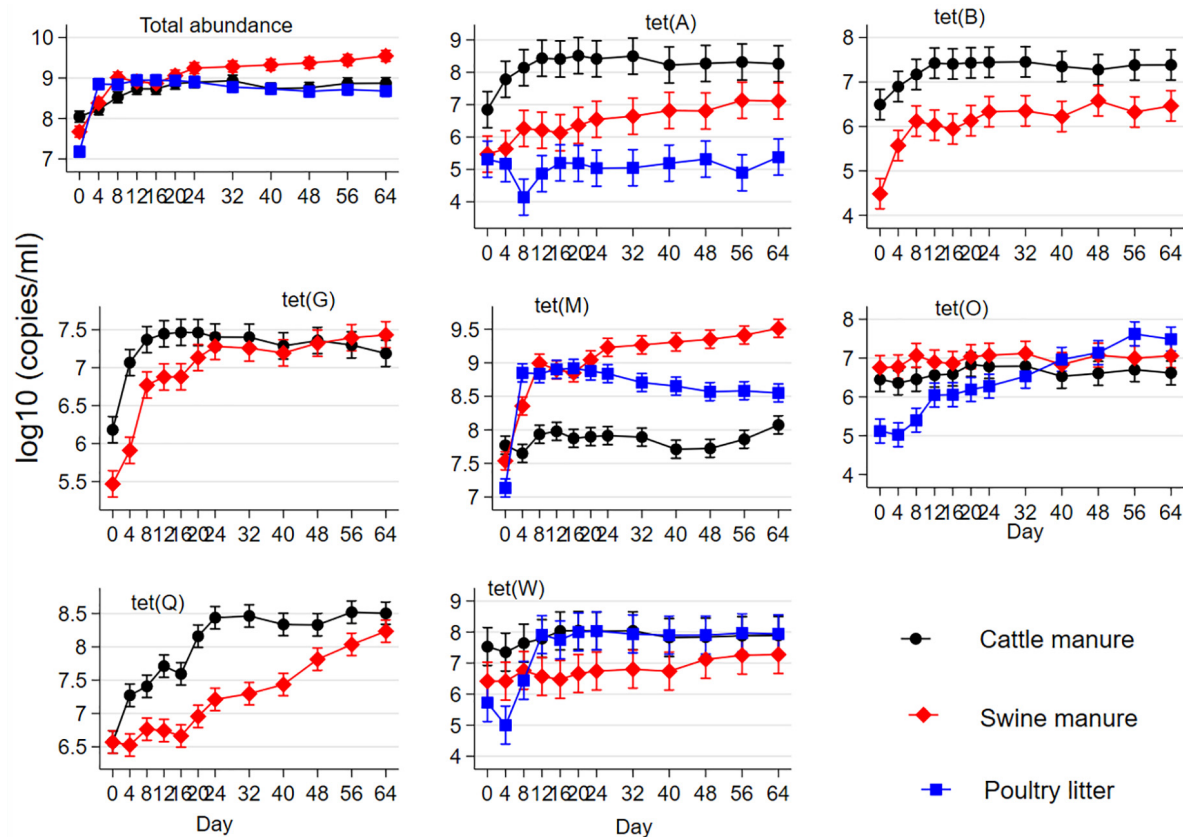 Total abundance
10
9
8
7
0 4 8 12 16 20 24 32 40 48 56 64
tet(A)
9
8
7
6
5
4
0 4 8 12 16 20 24 32 40 48 56 64
tet(B)
8
7
6
5
4
0 4 8 12 16 20 24 32 40 48 56 64
log10 (copies/ml)
tet(G)
7.5
7
6.5
6
5.5
0 4 8 12 16 20 24 32 40 48 56 64
tet(M)
9.5
9
8.5
8
7.5
7
0 4 8 12 16 20 24 32 40 48 56 64
tet(O)
8
7
6
5
4
0 4 8 12 16 20 24 32 40 48 56 64
Day
tet(Q)
8.5
8
7.5
7
6.5
0 4 8 12 16 20 24 32 40 48 56 64
Day
tet(W)
9
8
7
6
5
4
0 4 8 12 16 20 24 32 40 48 56 64
Day
Cattle manure
Swine manure
Poultry litter